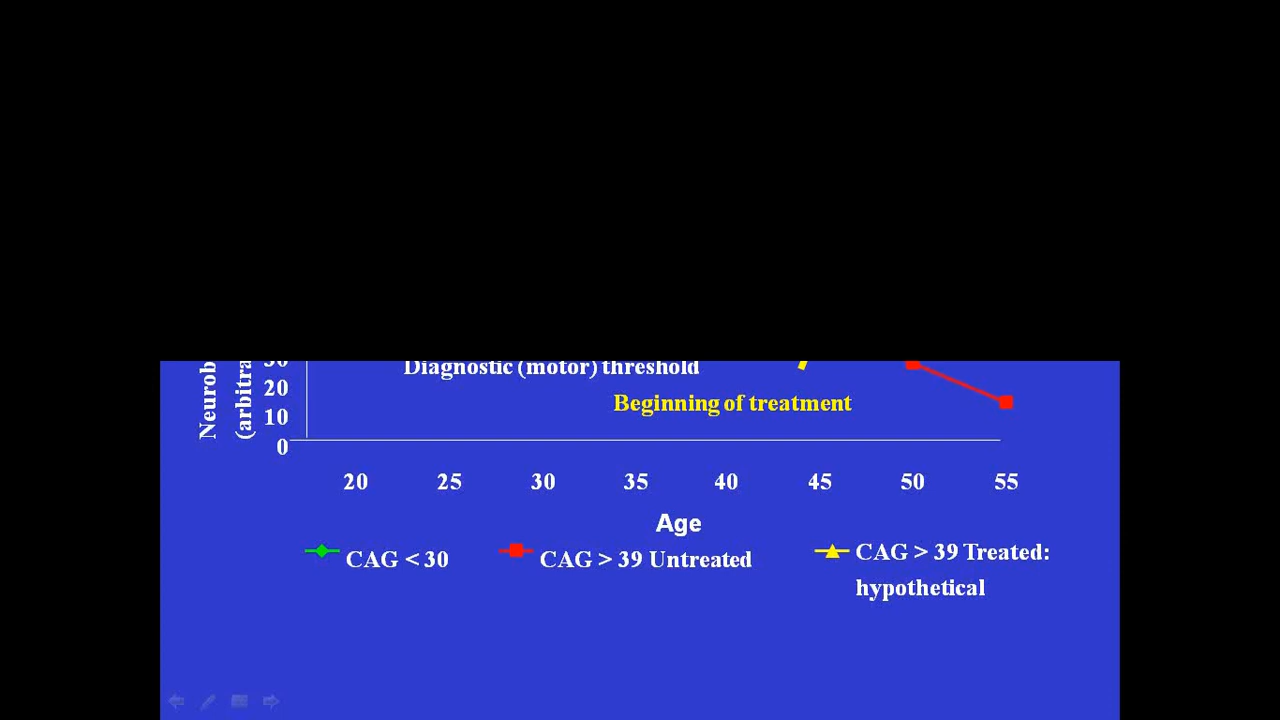 30
Diagnostic (motor) threshold
20
Beginning of treatment
10
0
20 25 30 35 40 45 50 55
Age
CAG < 30
CAG > 39 Untreated
CAG > 39 Treated:
hypothetical